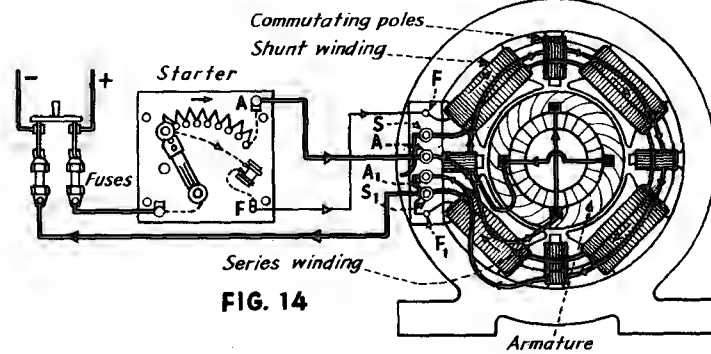 Commutating poles
Shunt winding
- +
Starter
A
F
S
A
A1
S1
F1
Fuses
F
Series winding
FIG. 14
Armature